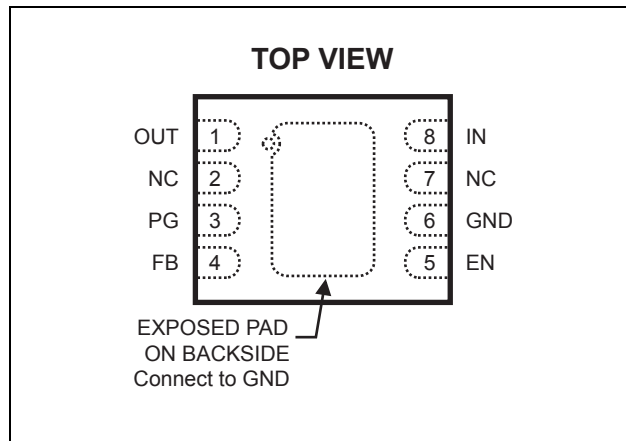 TOP VIEW
OUT 1 8 IN
NC 2 7 NC
PG 3 6 GND
FB 4 5 EN
EXPOSED PAD
ON BACKSIDE
Connect to GND